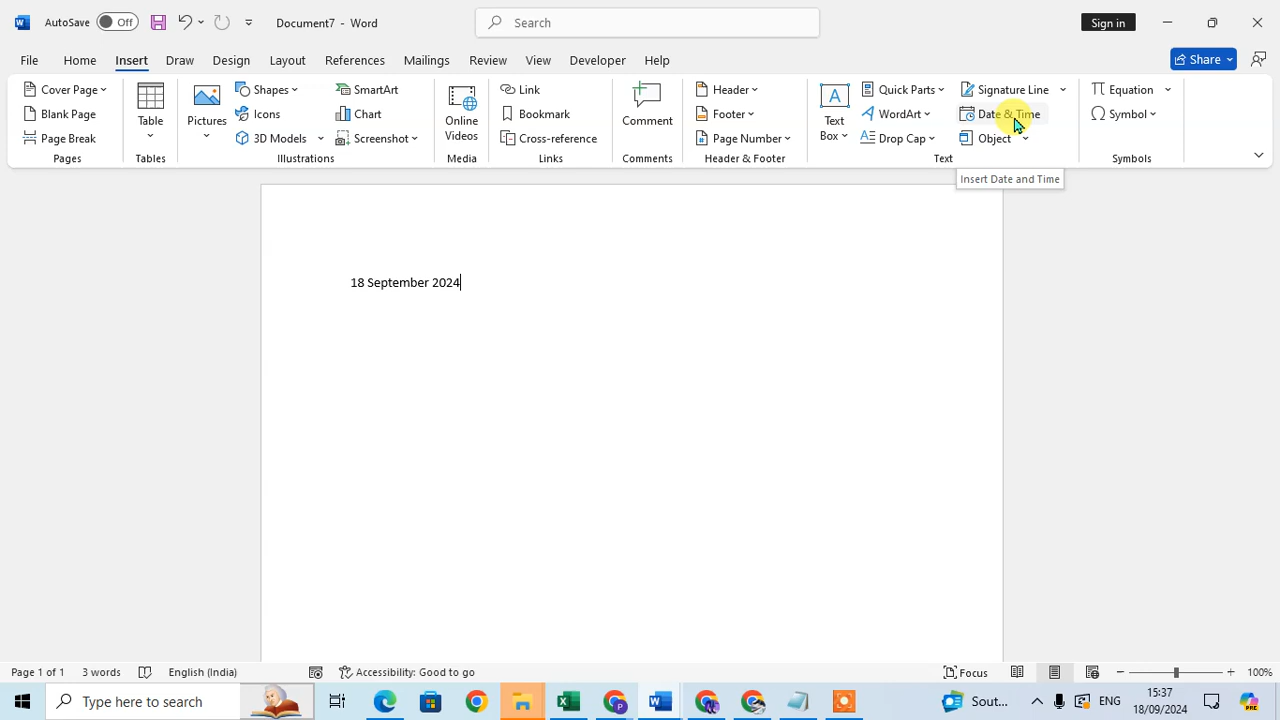 AutoSave Off Document7 - Word Search Sign in
File Home Insert Draw Design Layout References Mailings Review View Developer Help Share
Cover Page
Blank Page
Page Break
Pages
Table
Tables
Pictures
Shapes
Icons
3D Models
SmartArt
Chart
Screenshot
Illustrations
Online
Videos
Media
Link
Bookmark
Cross-reference
Links
Comment
Comments
Header
Footer
Page Number
Header & Footer
Text
Box
Quick Parts
WordArt
Drop Cap
Signature Line
Date & Time
Object
Text
Equation
Symbol
Symbols
Insert Date and Time
18 September 2024
Page 1 of 1 3 words English (India) Accessibility: Good to go Focus 100%
Type here to search
Sout...
ENG
15:37
18/09/2024